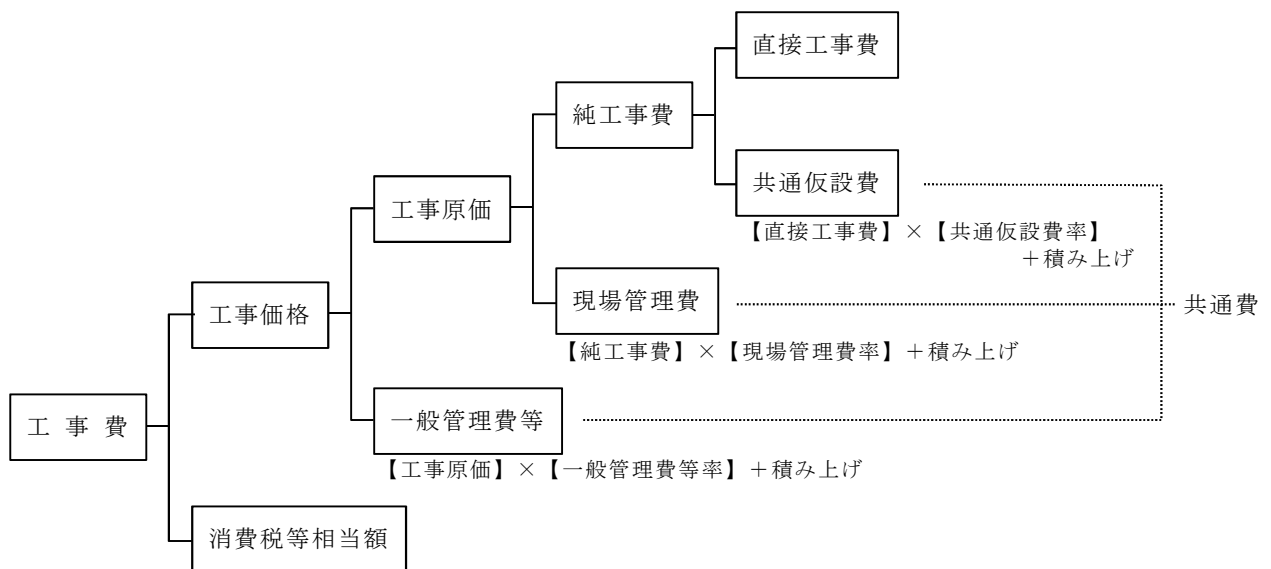 直接工事費
純工事費
共通仮設費
工事原価
【直接工事費】×【共通仮設費率】
＋積み上げ
現場管理費
共通費
工事価格
【純工事費】×【現場管理費率】＋積み上げ
一般管理費等
工 事 費
【工事原価】×【一般管理費等率】＋積み上げ
消費税等相当額